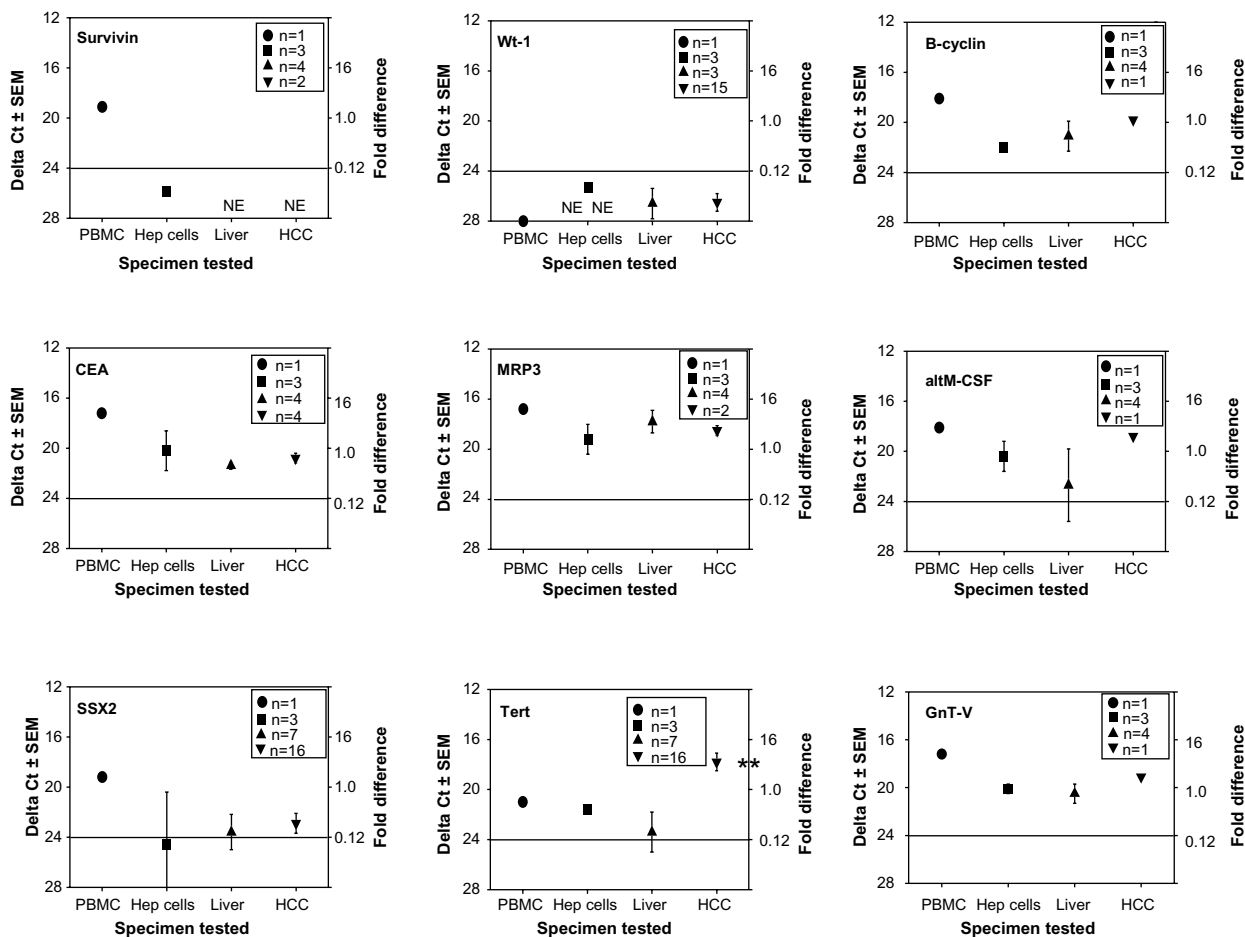 Survivin
n=1
n=3
n=4
n=2
12
16
20
24
28
16
1.0
0.12
Delta Ct ± SEM
Fold difference
NE
NE
PBMC Hep cells Liver HCC
Specimen tested
Wt-1
n=1
n=3
n=3
n=15
12
16
20
24
28
16
1.0
0.12
Delta Ct ± SEM
Fold difference
NE NE
PBMC Hep cells Liver HCC
Specimen tested
B-cyclin
n=1
n=3
n=4
n=1
12
16
20
24
28
16
1.0
0.12
Delta Ct ± SEM
Fold difference
PBMC Hep cells Liver HCC
Specimen tested
CEA
n=1
n=3
n=4
n=4
12
16
20
24
28
16
1.0
0.12
Delta Ct ± SEM
Fold difference
PBMC Hep cells Liver HCC
Specimen tested
MRP3
n=1
n=3
n=4
n=2
12
16
20
24
28
16
1.0
0.12
Delta Ct ± SEM
Fold difference
PBMC Hep cells Liver HCC
Specimen tested
altM-CSF
n=1
n=3
n=4
n=1
12
16
20
24
28
16
1.0
0.12
Delta Ct ± SEM
Fold difference
PBMC Hep cells Liver HCC
Specimen tested
SSX2
n=1
n=3
n=7
n=16
12
16
20
24
28
16
1.0
0.12
Delta Ct ± SEM
Fold difference
PBMC Hep cells Liver HCC
Specimen tested
Tert
n=1
n=3
n=7
n=16
12
16
20
24
28
16
1.0
0.12
Delta Ct ± SEM
Fold difference
**
PBMC Hep cells Liver HCC
Specimen tested
GnT-V
n=1
n=3
n=4
n=1
12
16
20
24
28
16
1.0
0.12
Delta Ct ± SEM
Fold difference
PBMC Hep cells Liver HCC
Specimen tested